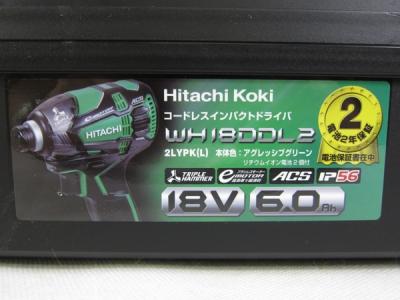 Hitachi Koki
コードレスインパクトドライバ
WH18DDL2
2LYPK(L) 本体色：アグレッシブグリーン
リチウムイオン電池2個付
TRIPLE HAMMER
e MOTOR
ACS
IP56
18V 6.0Ah
HITACHI
2
電池2年保証
電池保証書在中